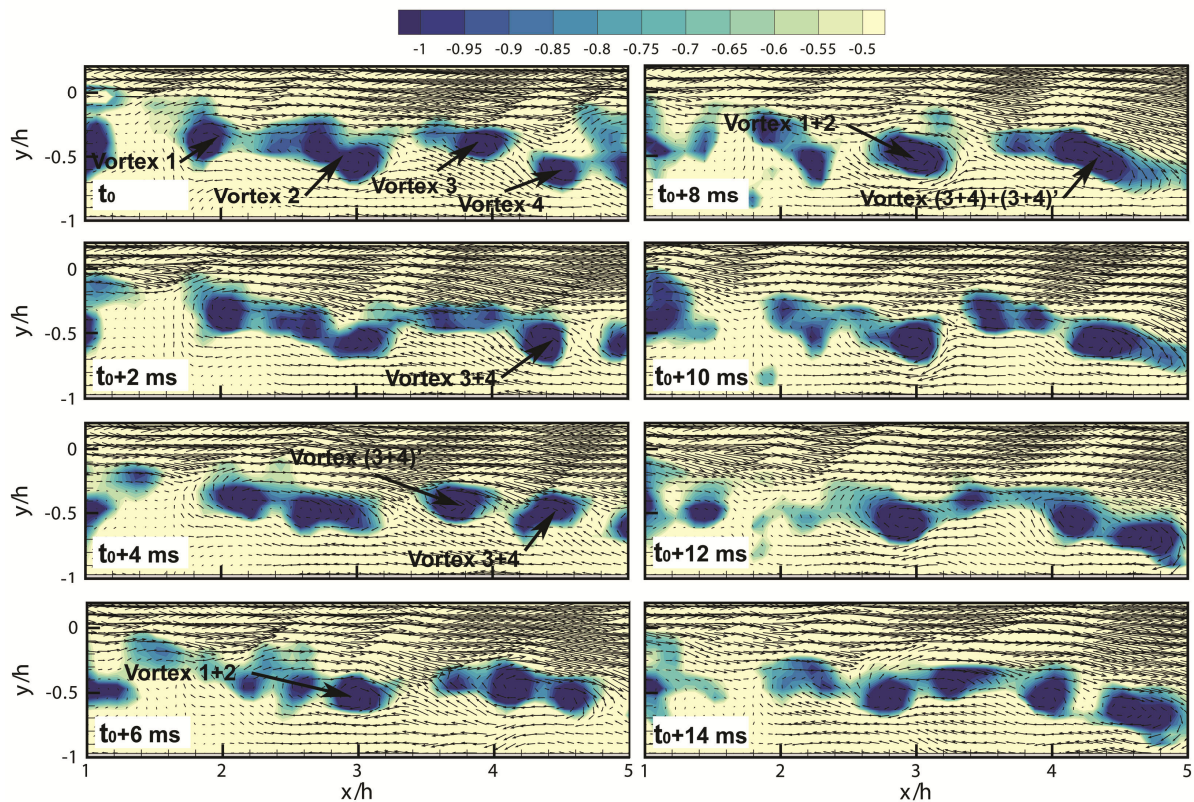 -1 -0.95 -0.9 -0.85 -0.8 -0.75 -0.7 -0.65 -0.6 -0.55 -0.5
y/h
0
-0.5
-1
Vortex 1
Vortex 2
Vortex 3
Vortex 4
t0
Vortex 1+2
Vortex (3+4)+(3+4)’
t0+8 ms
y/h
0
-0.5
-1
Vortex 3+4
t0+2 ms
t0+10 ms
y/h
0
-0.5
-1
Vortex (3+4)’
Vortex 3+4
t0+4 ms
t0+12 ms
y/h
0
-0.5
-1
Vortex 1+2
t0+6 ms
t0+14 ms
1 2 3 4 5
x/h
1 2 3 4 5
x/h